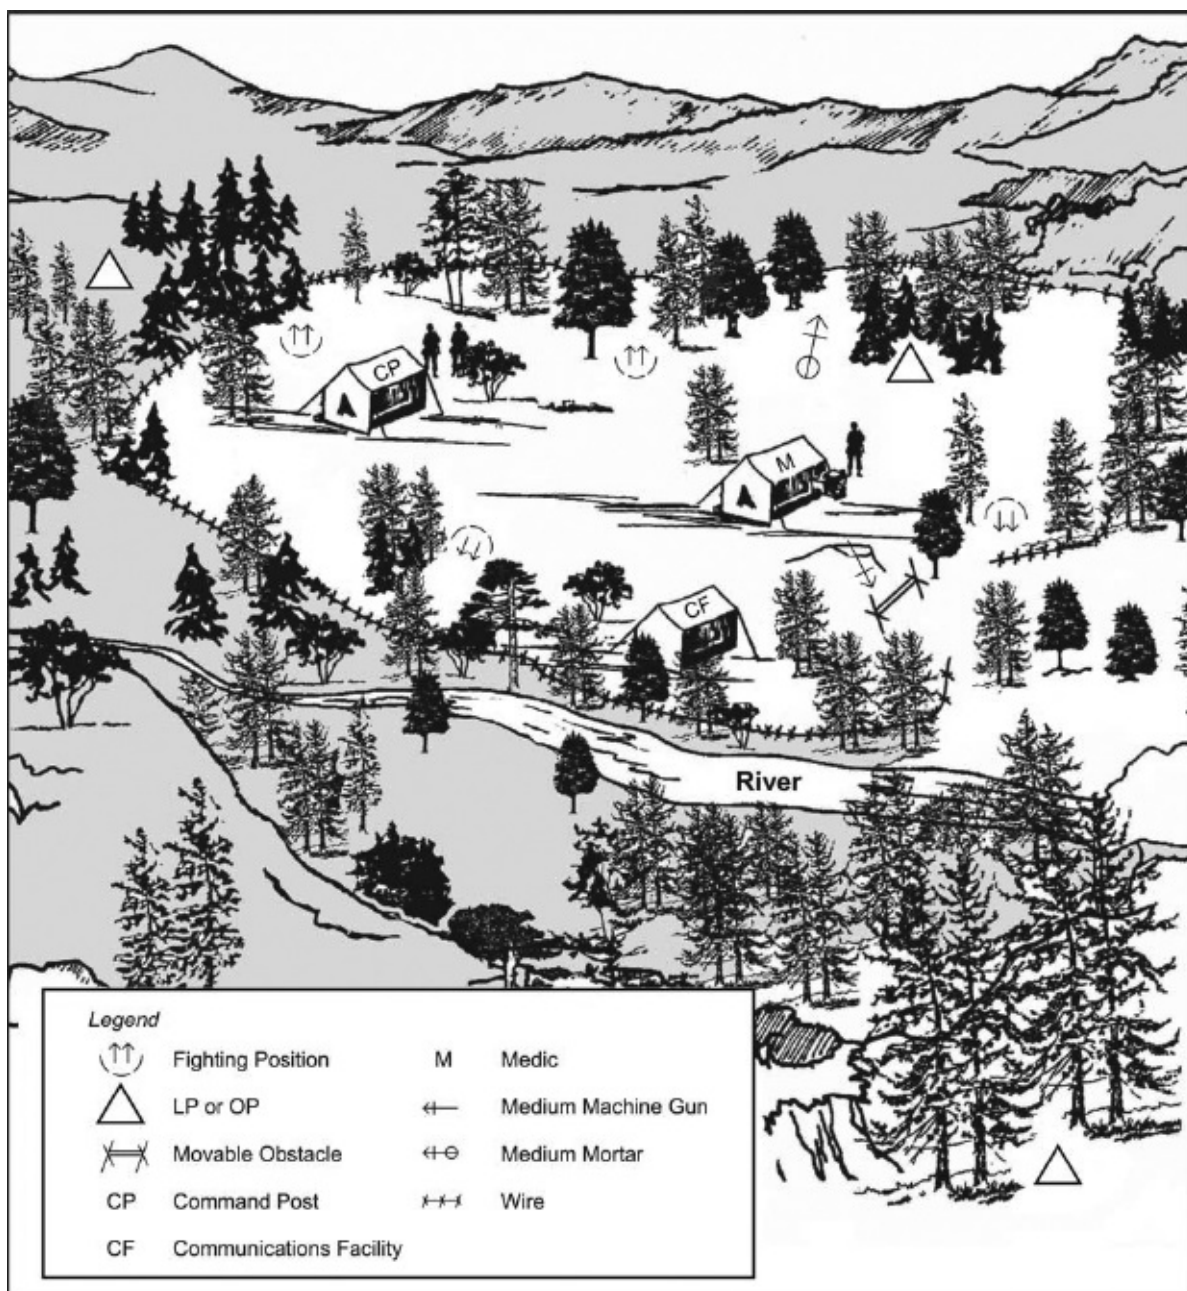 CP
M
CF
River
Legend
Fighting Position
M Medic
LP or OP
Medium Machine Gun
Movable Obstacle
Medium Mortar
CP Command Post
Wire
CF Communications Facility